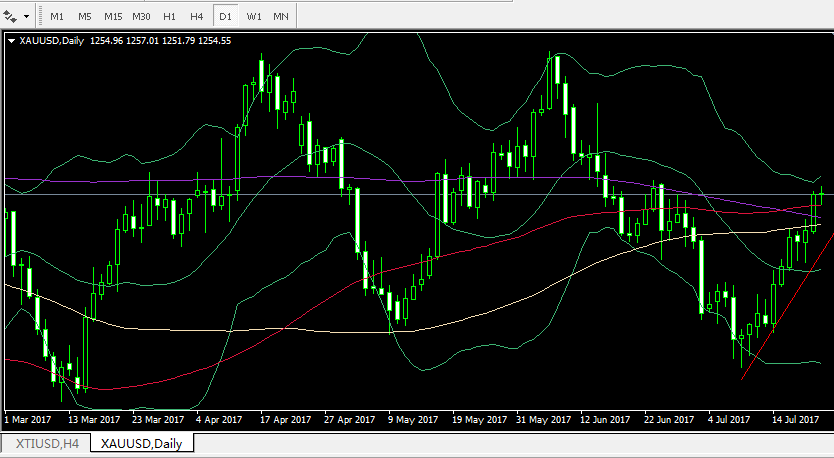 M1 M5 M15 M30 H1 H4 D1 W1 MN
XAUUSD,Daily 1254.96 1257.01 1251.79 1254.55
1 Mar 2017 13 Mar 2017 23 Mar 2017 4 Apr 2017 17 Apr 2017 27 Apr 2017 9 May 2017 19 May 2017 31 May 2017 12 Jun 2017 22 Jun 2017 4 Jul 2017 14 Jul 2017
XTIUSD,H4 XAUUSD,Daily